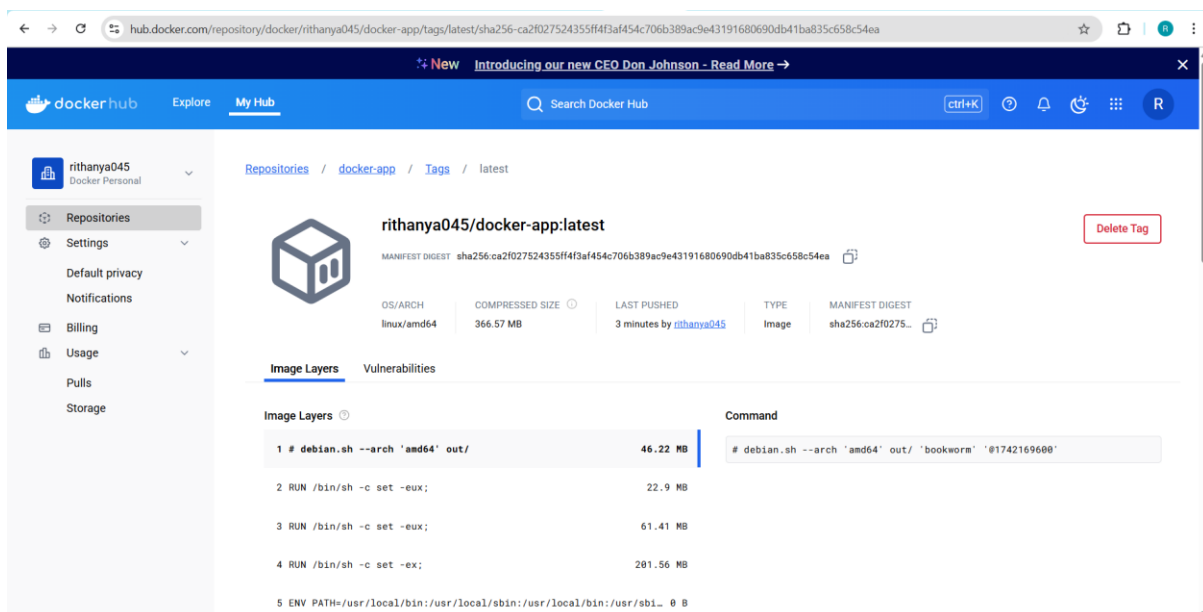 hub.docker.com/repository/docker/rithanya045/docker-app/tags/latest/sha256-ca2f027524355ff4f3af454c706b389ac9e43191680690db41ba835c658c54ea
R
New Introducing our new CEO Don Johnson - Read More →
dockerhub Explore My Hub Search Docker Hub ctrl+K R
rithanya045
Docker Personal
Repositories
Settings
Default privacy
Notifications
Billing
Usage
Pulls
Storage
Repositories / docker-app / Tags / latest
rithanya045/docker-app:latest
Delete Tag
MANIFEST DIGEST sha256:ca2f027524355ff4f3af454c706b389ac9e43191680690db41ba835c658c54ea
OS/ARCH COMPRESSED SIZE LAST PUSHED TYPE MANIFEST DIGEST
linux/amd64 366.57 MB 3 minutes by rithanya045 Image sha256:ca2f0275...
Image Layers Vulnerabilities
Image Layers
1 # debian.sh --arch 'amd64' out/ 46.22 MB
2 RUN /bin/sh -c set -eux; 22.9 MB
3 RUN /bin/sh -c set -eux; 61.41 MB
4 RUN /bin/sh -c set -ex; 201.56 MB
5 ENV PATH=/usr/local/bin:/usr/local/sbin:/usr/local/bin:/usr/sbi… 0 B
Command
# debian.sh --arch 'amd64' out/ 'bookworm' '@1742169600'